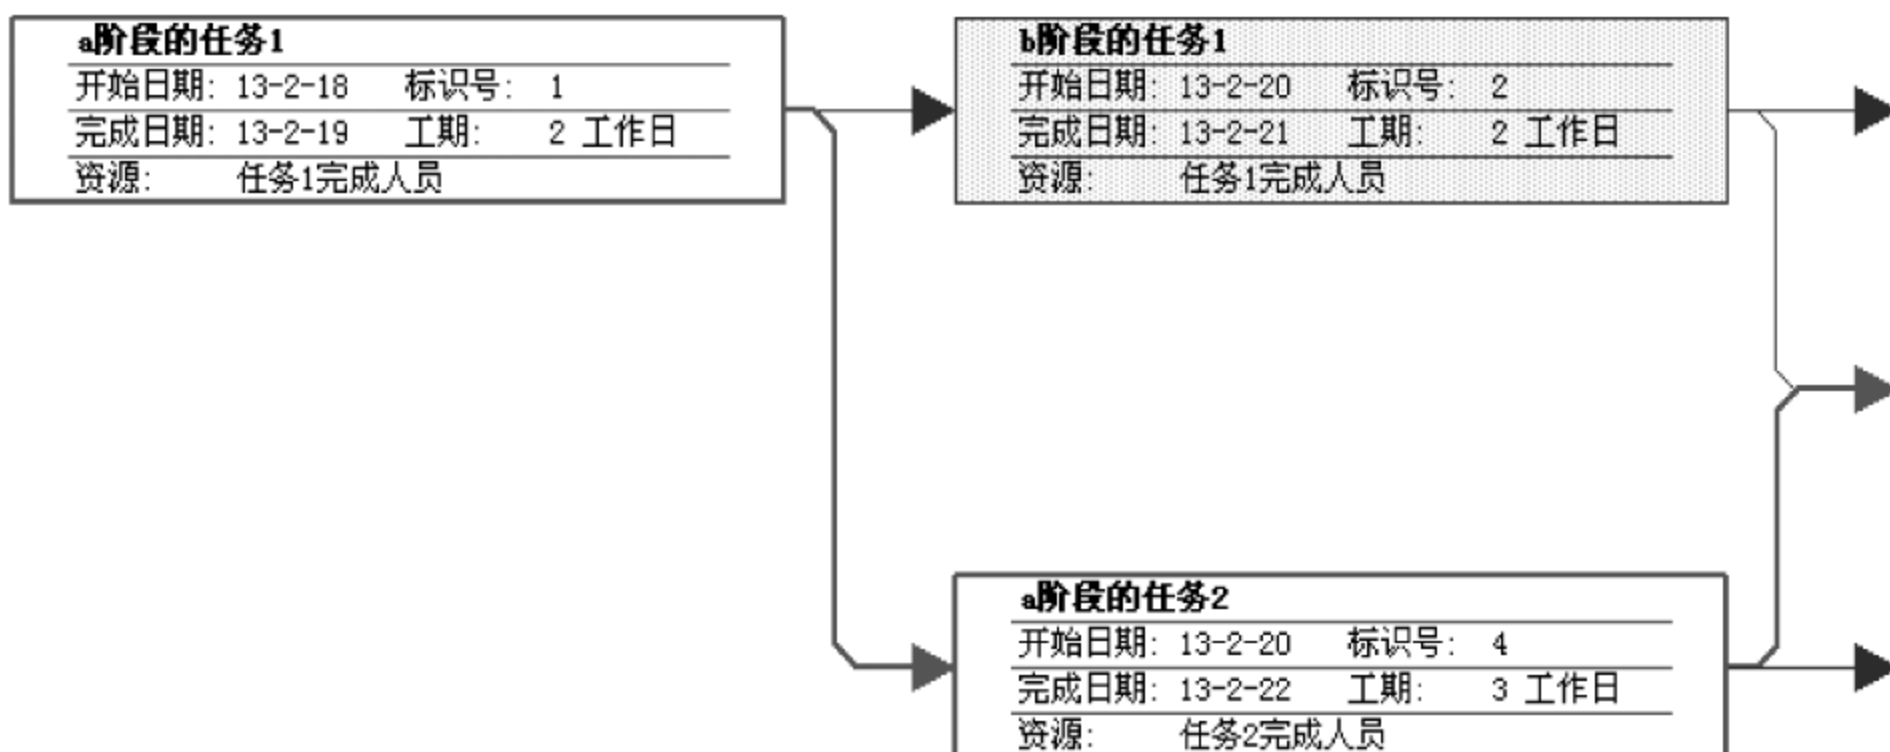 a阶段的任务1
开始日期: 13-2-18 标识号: 1
完成日期: 13-2-19 工期: 2 工作日
资源: 任务1完成人员
b阶段的任务1
开始日期: 13-2-20 标识号: 2
完成日期: 13-2-21 工期: 2 工作日
资源: 任务1完成人员
a阶段的任务2
开始日期: 13-2-20 标识号: 4
完成日期: 13-2-22 工期: 3 工作日
资源: 任务2完成人员